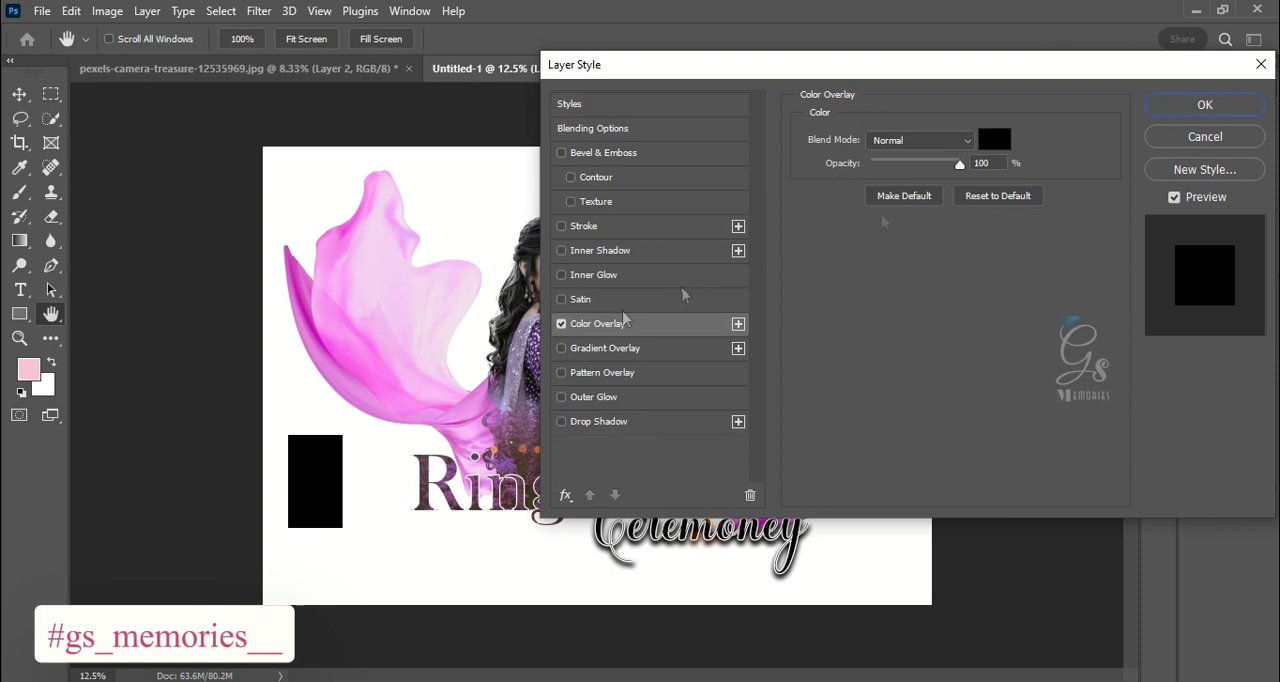 Ps File Edit Image Layer Type Select Filter 3D View Plugins Window Help
Scroll All Windows 100% Fit Screen Fill Screen Share
pexels-camera-treasure-12535969.jpg @ 8.33% (Layer 2, RGB/8) * × Untitled-1 @ 12.5% (L
Layer Style
Styles
Blending Options
Bevel & Emboss
Contour
Texture
Stroke
Inner Shadow
Inner Glow
Satin
Color Overlay
Gradient Overlay
Pattern Overlay
Outer Glow
Drop Shadow
fx
Color Overlay
Color
Blend Mode: Normal
Opacity: 100 %
Make Default Reset to Default
OK
Cancel
New Style...
Preview
Gs
MEMORIES
T
Ring
Ceremoney
#gs_memories__
12.5% Doc: 63.6M/80.2M